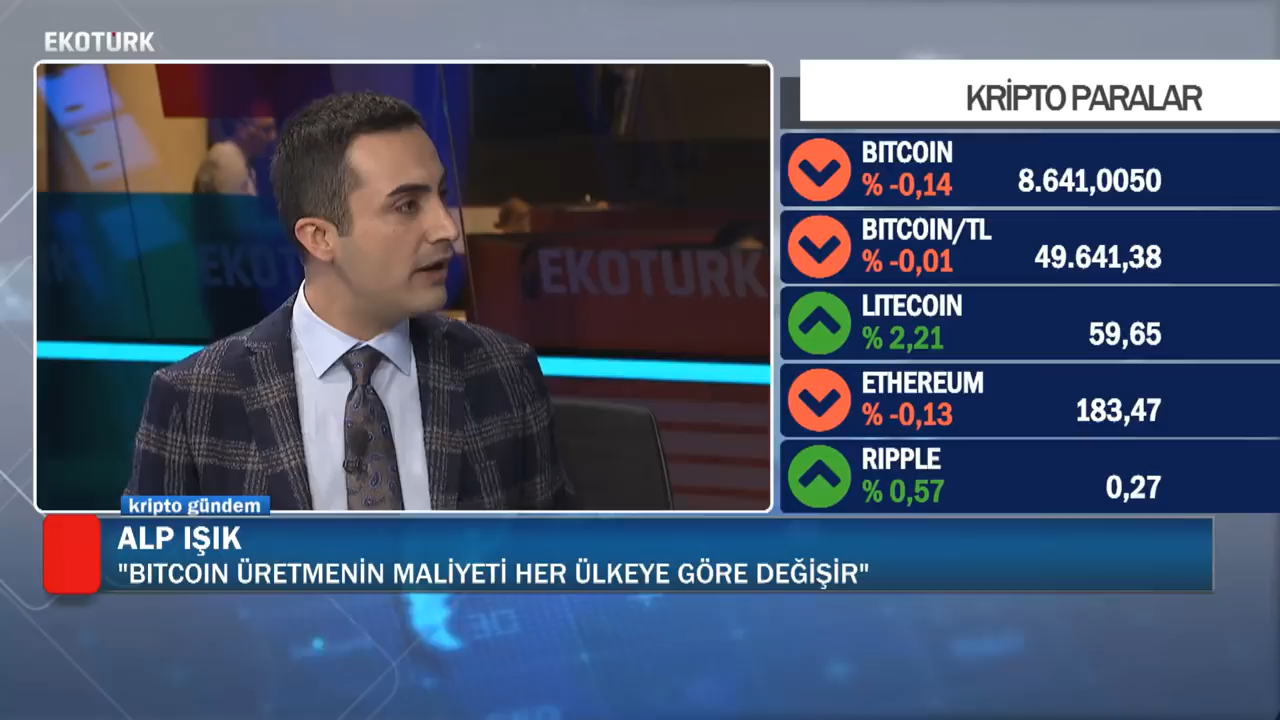 EKOTÜRK
EKOTÜRK
KRİPTO PARALAR
BITCOIN
% -0,14
8.641,0050
BITCOIN/TL
% -0,01
49.641,38
LITECOIN
% 2,21
59,65
ETHEREUM
% -0,13
183,47
RIPPLE
% 0,57
0,27
kripto gündem
ALP IŞIK
"BITCOIN ÜRETMENİN MALİYETİ HER ÜLKEYE GÖRE DEĞİŞİR"